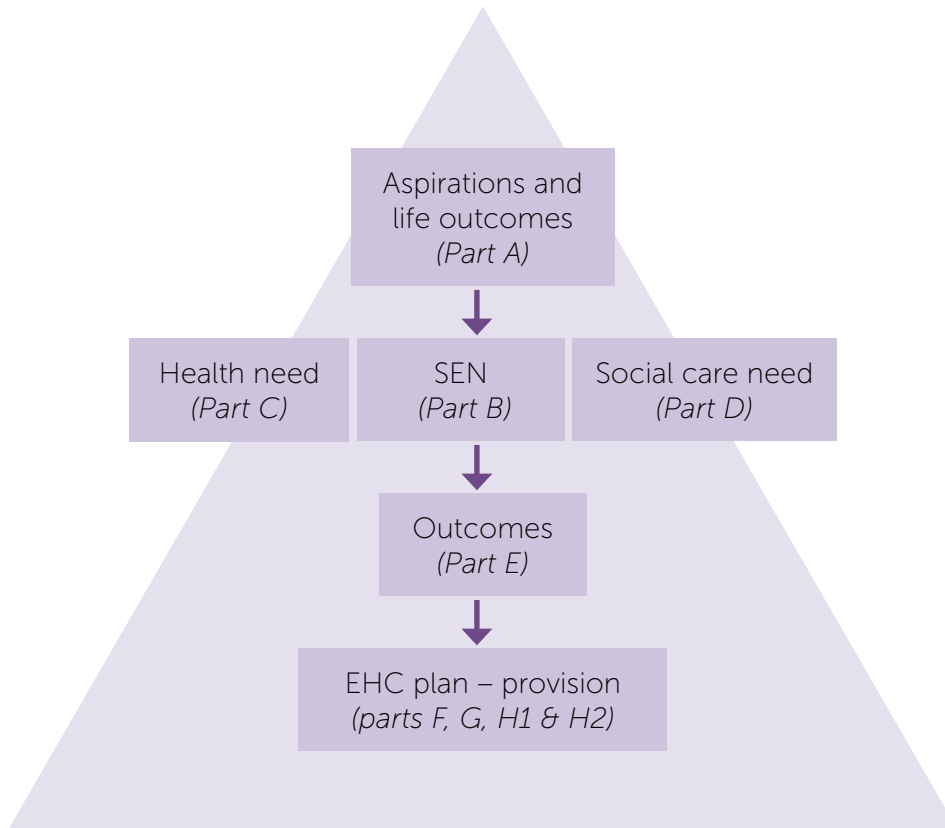 Aspirations and
life outcomes
(Part A)
Health need
(Part C)
SEN
(Part B)
Social care need
(Part D)
Outcomes
(Part E)
EHC plan – provision
(parts F, G, H1 & H2)